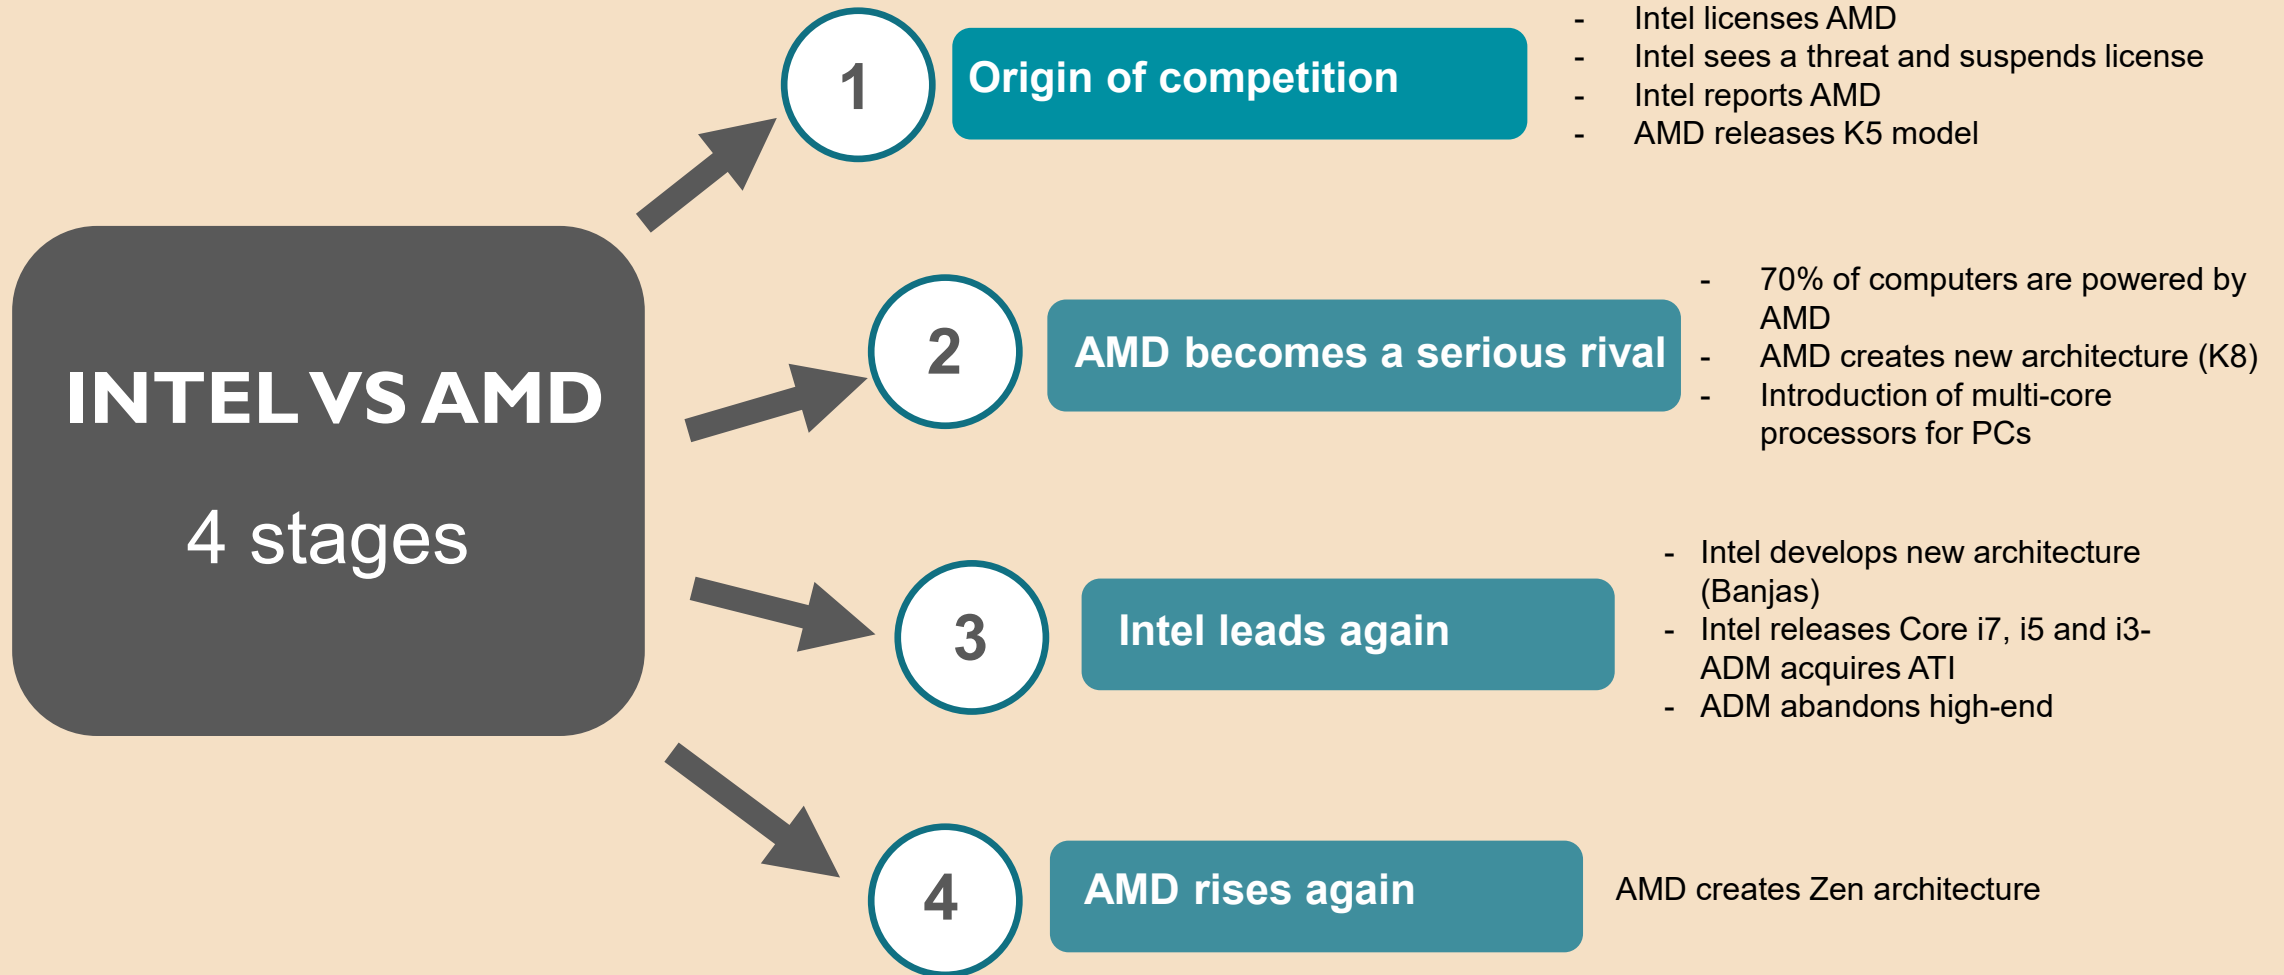 INTEL VS AMD
4 stages
1
Origin of competition
- Intel licenses AMD
- Intel sees a threat and suspends license
- Intel reports AMD
- AMD releases K5 model
2
AMD becomes a serious rival
- 70% of computers are powered by
AMD
- AMD creates new architecture (K8)
- Introduction of multi-core
processors for PCs
3
Intel leads again
- Intel develops new architecture
(Banjas)
- Intel releases Core i7, i5 and i3-
ADM acquires ATI
- ADM abandons high-end
4
AMD rises again
AMD creates Zen architecture